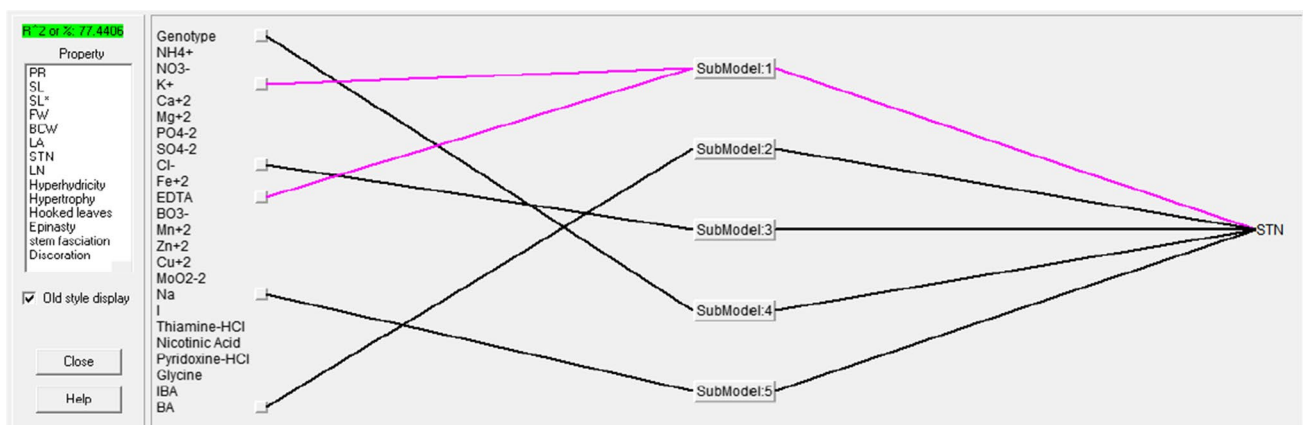 R^2 or %: 77.4406
Property
PR
SL
SL*
FW
BCW
LA
STN
LN
Hyperhydricity
Hypertrophy
Hooked leaves
Epinasty
stem fasciation
Discoration
Old style display
Close
Help
Genotype
NH4+
NO3-
K+
Ca+2
Mg+2
PO4-2
SO4-2
Cl-
Fe+2
EDTA
BO3-
Mn+2
Zn+2
Cu+2
MoO2-2
Na
I
Thiamine-HCl
Nicotinic Acid
Pyridoxine-HCl
Glycine
IBA
BA
SubModel:1
SubModel:2
SubModel:3
SubModel:4
SubModel:5
STN